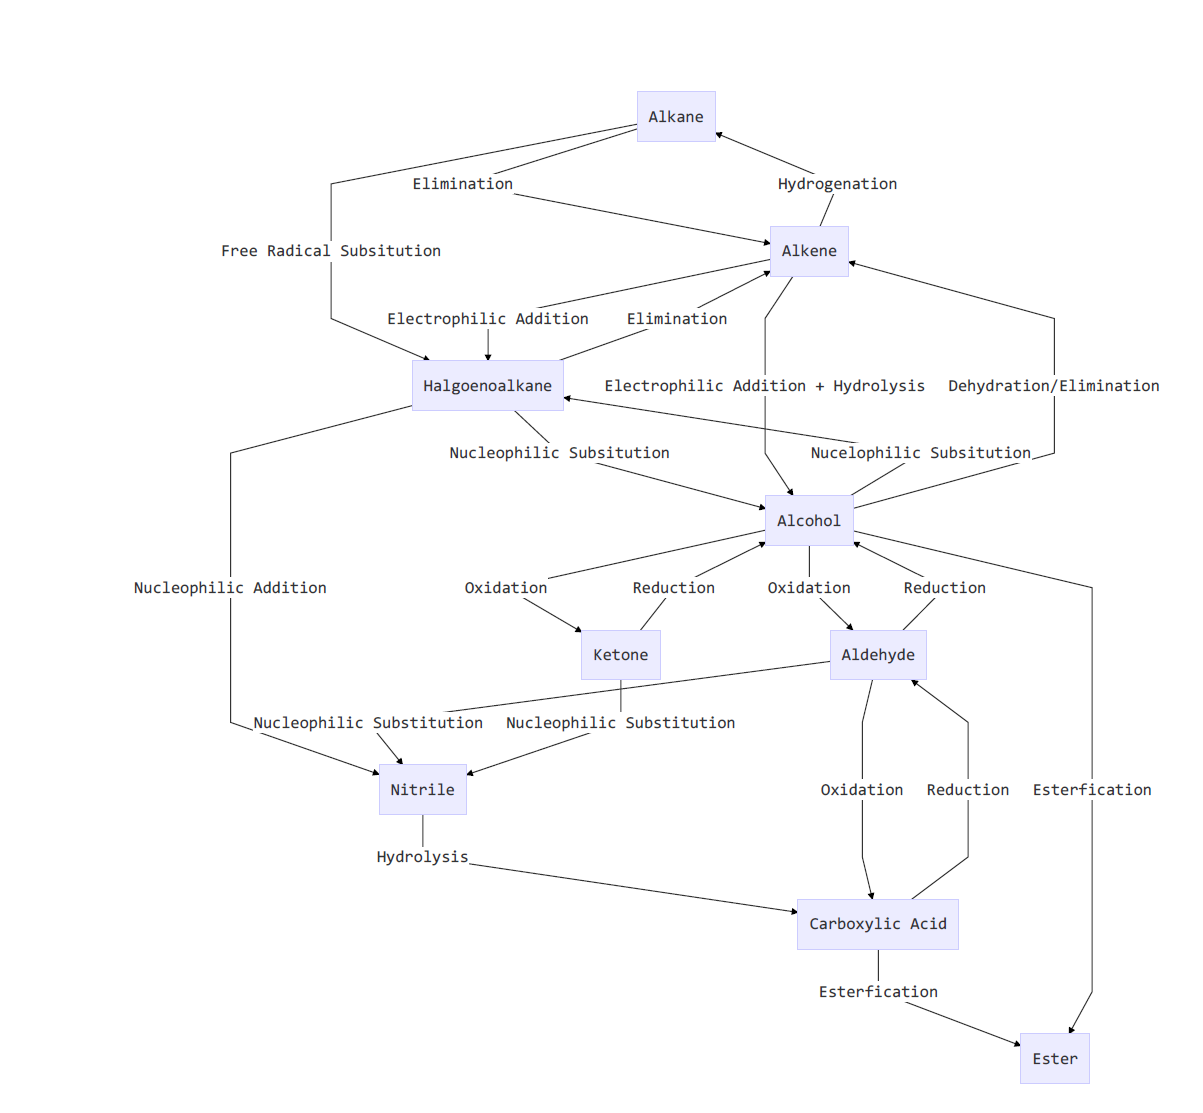 Alkane
Elimination
Hydrogenation
Free Radical Subsitution
Alkene
Electrophilic Addition
Elimination
Halgoenoalkane
Electrophilic Addition + Hydrolysis
Dehydration/Elimination
Nucleophilic Subsitution
Nucelophilic Subsitution
Alcohol
Nucleophilic Addition
Oxidation
Reduction
Oxidation
Reduction
Ketone
Aldehyde
Nucleophilic Substitution
Nucleophilic Substitution
Nitrile
Oxidation
Reduction
Esterfication
Hydrolysis
Carboxylic Acid
Esterfication
Ester